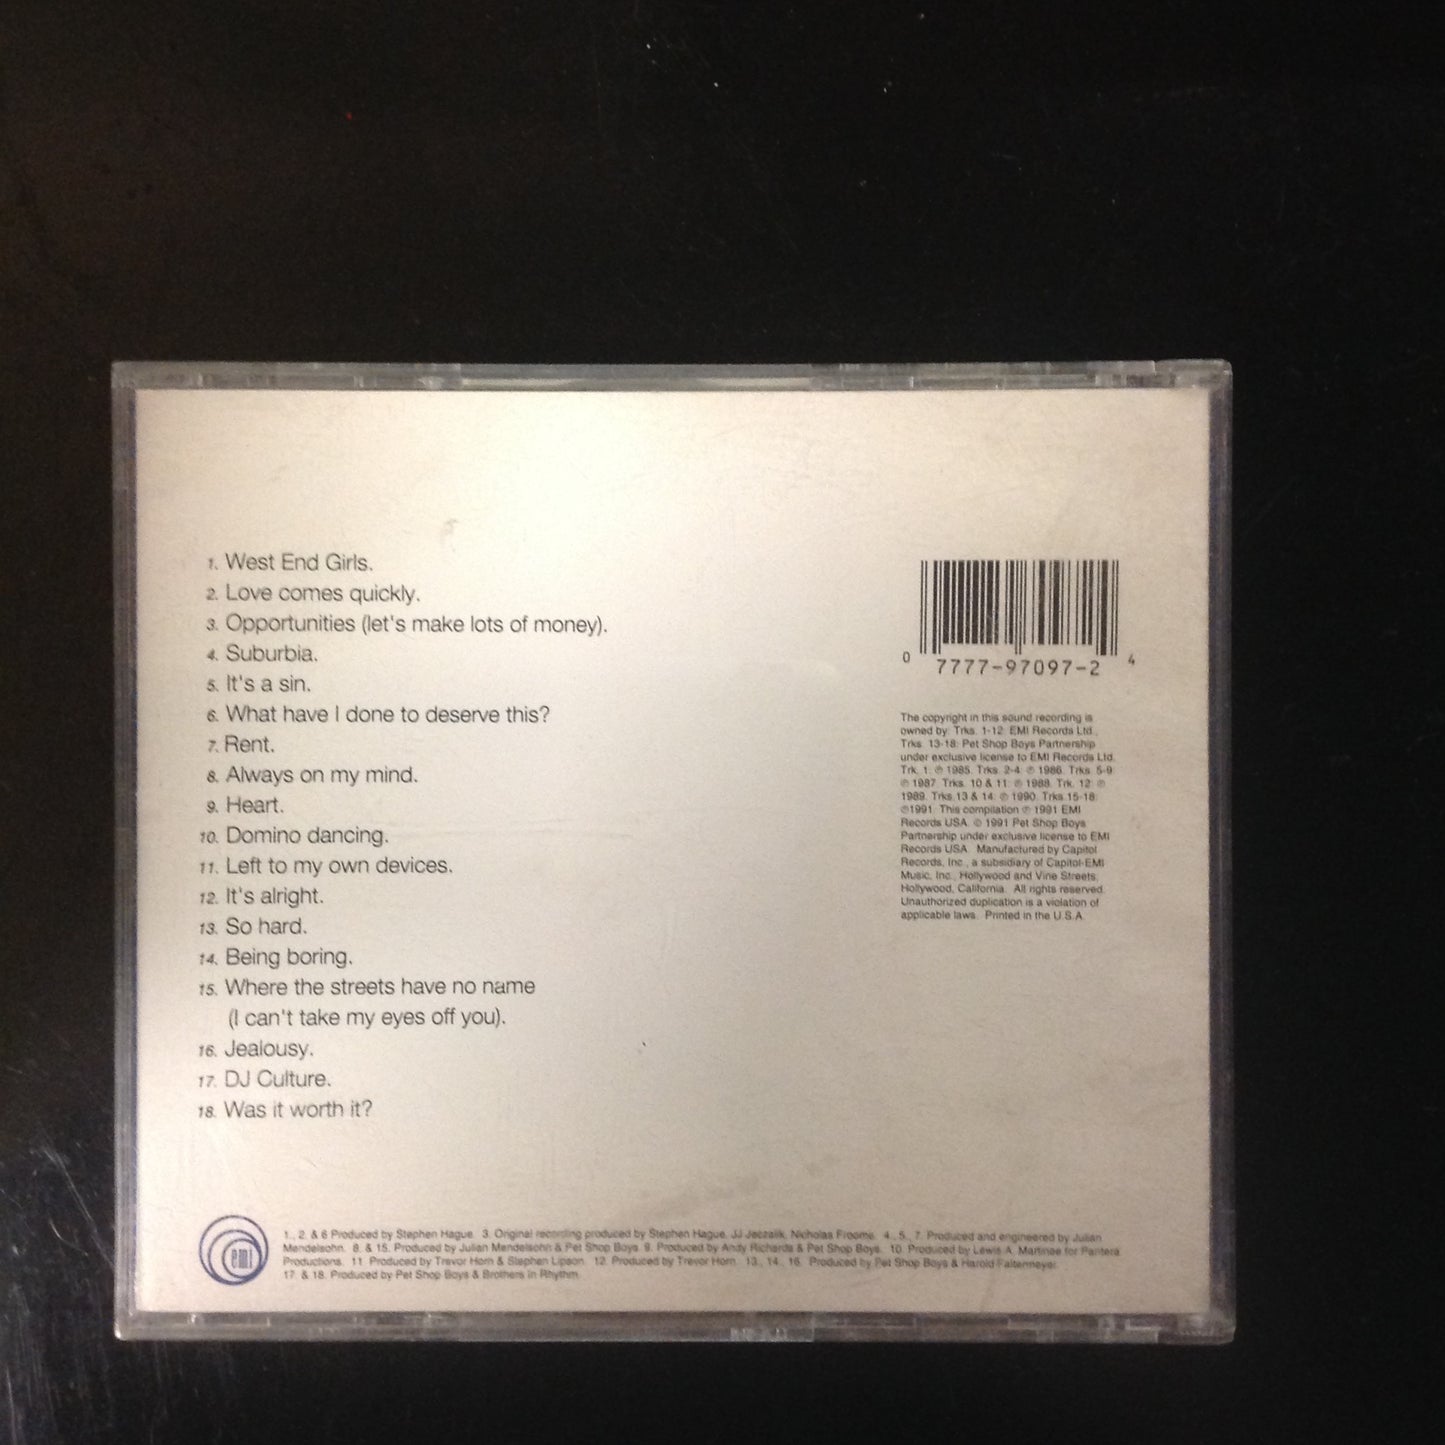 1. West End Girls.
2. Love comes quickly.
3. Opportunities (let's make lots of money).
4. Suburbia.
5. It's a sin.
6. What have I done to deserve this?
7. Rent.
8. Always on my mind.
9. Heart.
10. Domino dancing.
11. Left to my own devices.
12. It's alright.
13. So hard.
14. Being boring.
15. Where the streets have no name
(I can't take my eyes off you).
16. Jealousy.
17. DJ Culture.
18. Was it worth it?
0 7777-97097-2 4
The copyright in this sound recording is
owned by: Trks. 1-12: EMI Records Ltd.,
Trks. 13-18: Pet Shop Boys Partnership
under exclusive license to EMI Records Ltd.
Trk. 1: ℗ 1985. Trks. 2-4: ℗ 1986. Trks. 5-9:
℗ 1987. Trks. 10 & 11: ℗ 1988. Trk. 12: ℗
1989. Trks. 13 & 14: ℗ 1990. Trks. 15-18:
℗1991. This compilation ℗ 1991 EMI
Records USA. © 1991 Pet Shop Boys
Partnership under exclusive license to EMI
Records USA. Manufactured by Capitol
Records, Inc., a subsidiary of Capitol-EMI
Music, Inc., Hollywood and Vine Streets,
Hollywood, California. All rights reserved.
Unauthorized duplication is a violation of
applicable laws. Printed in the U.S.A.
emi
1., 2. & 6 Produced by Stephen Hague. 3. Original recording produced by Stephen Hague, JJ Jeczalik, Nicholas Froome. 4., 5., 7. Produced and engineered by Julian
Mendelsohn. 8. & 15. Produced by Julian Mendelsohn & Pet Shop Boys. 9. Produced by Andy Richards & Pet Shop Boys. 10. Produced by Lewis A. Martinee for Pantera
Productions. 11. Produced by Trevor Horn & Stephen Lipson. 12. Produced by Trevor Horn. 13., 14., 16. Produced by Pet Shop Boys & Harold Faltermeyer.
17. & 18. Produced by Pet Shop Boys & Brothers in Rhythm.